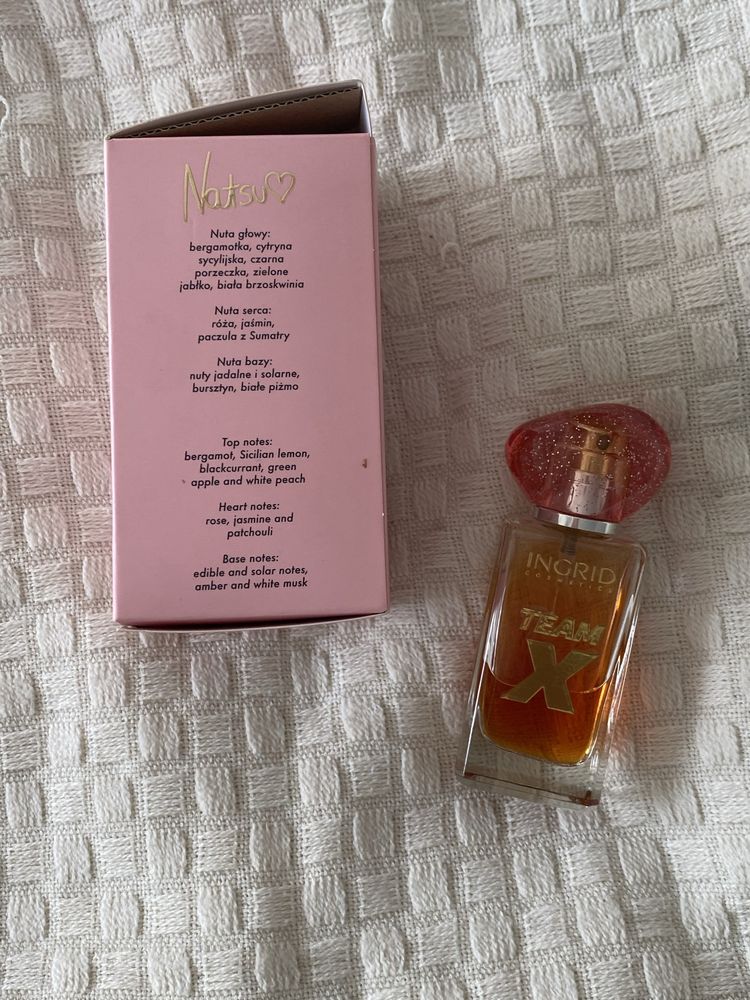 Natsu♡
Nuta głowy:
bergamotka, cytryna
sycylijska, czarna
porzeczka, zielone
jabłko, biała brzoskwinia
Nuta serca:
róża, jaśmin,
paczula z Sumatry
Nuta bazy:
nuty jadalne i solarne,
bursztyn, białe piżmo
Top notes:
bergamot, Sicilian lemon,
blackcurrant, green
apple and white peach
Heart notes:
rose, jasmine and
patchouli
Base notes:
edible and solar notes,
amber and white musk
INGRID
COSMETICS
TEAM
X